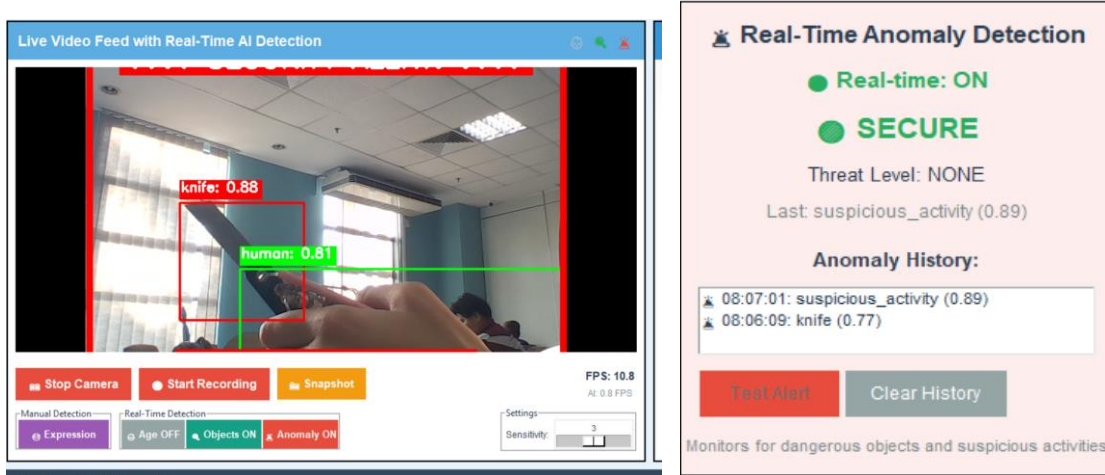 Live Video Feed with Real-Time AI Detection
knife: 0.88
human: 0.81
Stop Camera
Start Recording
Snapshot
FPS: 10.8
AI: 0.8 FPS
Manual Detection
Real-Time Detection
Settings
Expression
Age OFF
Objects ON
Anomaly ON
Sensitivity:
3
Real-Time Anomaly Detection
Real-time: ON
SECURE
Threat Level: NONE
Last: suspicious_activity (0.89)
Anomaly History:
08:07:01: suspicious_activity (0.89)
08:06:09: knife (0.77)
Test Alert
Clear History
Monitors for dangerous objects and suspicious activities